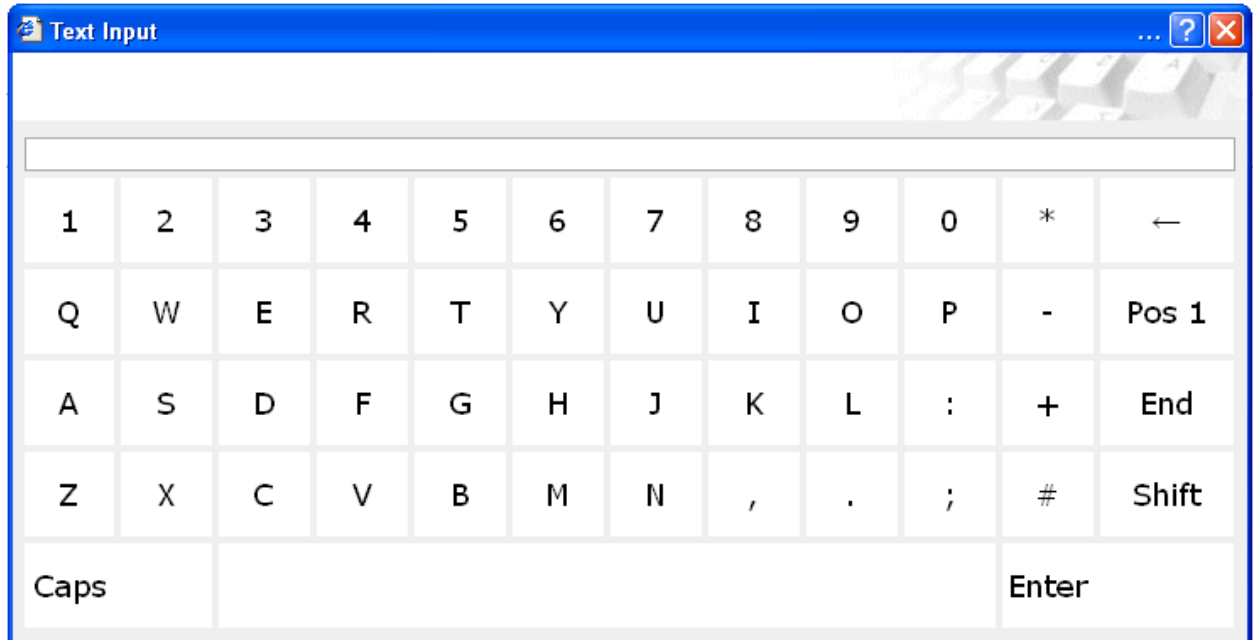 Text Input ... ?
1 2 3 4 5 6 7 8 9 0 * ←
Q W E R T Y U I O P - Pos 1
A S D F G H J K L : + End
Z X C V B M N , . ; # Shift
Caps Enter